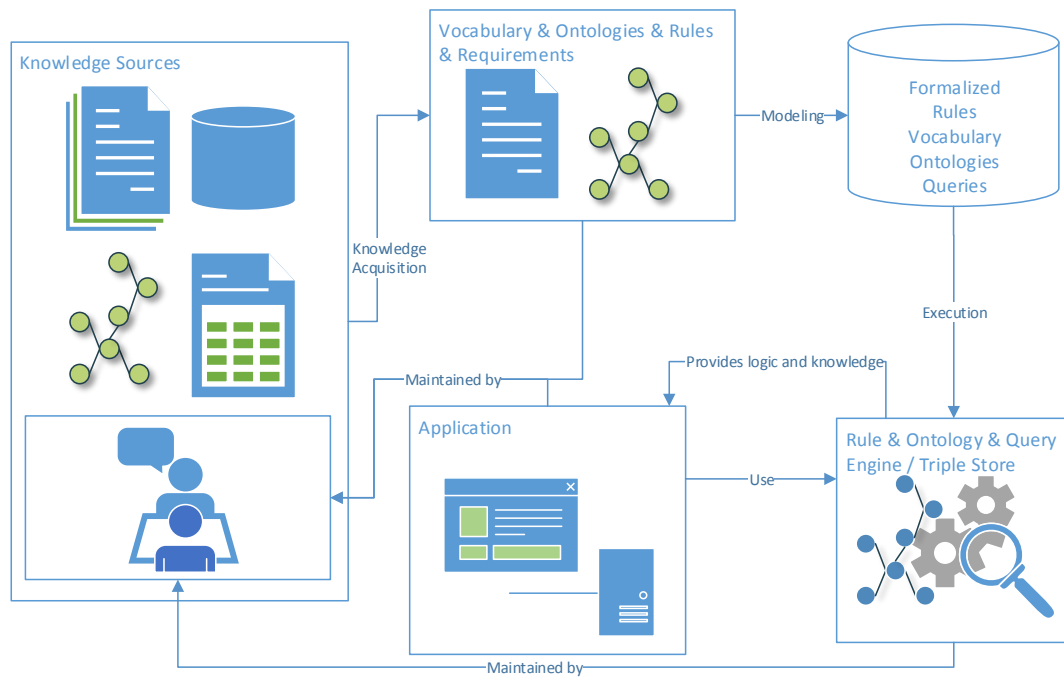 Knowledge Sources
Vocabulary & Ontologies & Rules
& Requirements
Modeling
Formalized
Rules
Vocabulary
Ontologies
Queries
Knowledge
Acquisition
Execution
Maintained by
Provides logic and knowledge
Application
Use
Rule & Ontology & Query
Engine / Triple Store
Maintained by